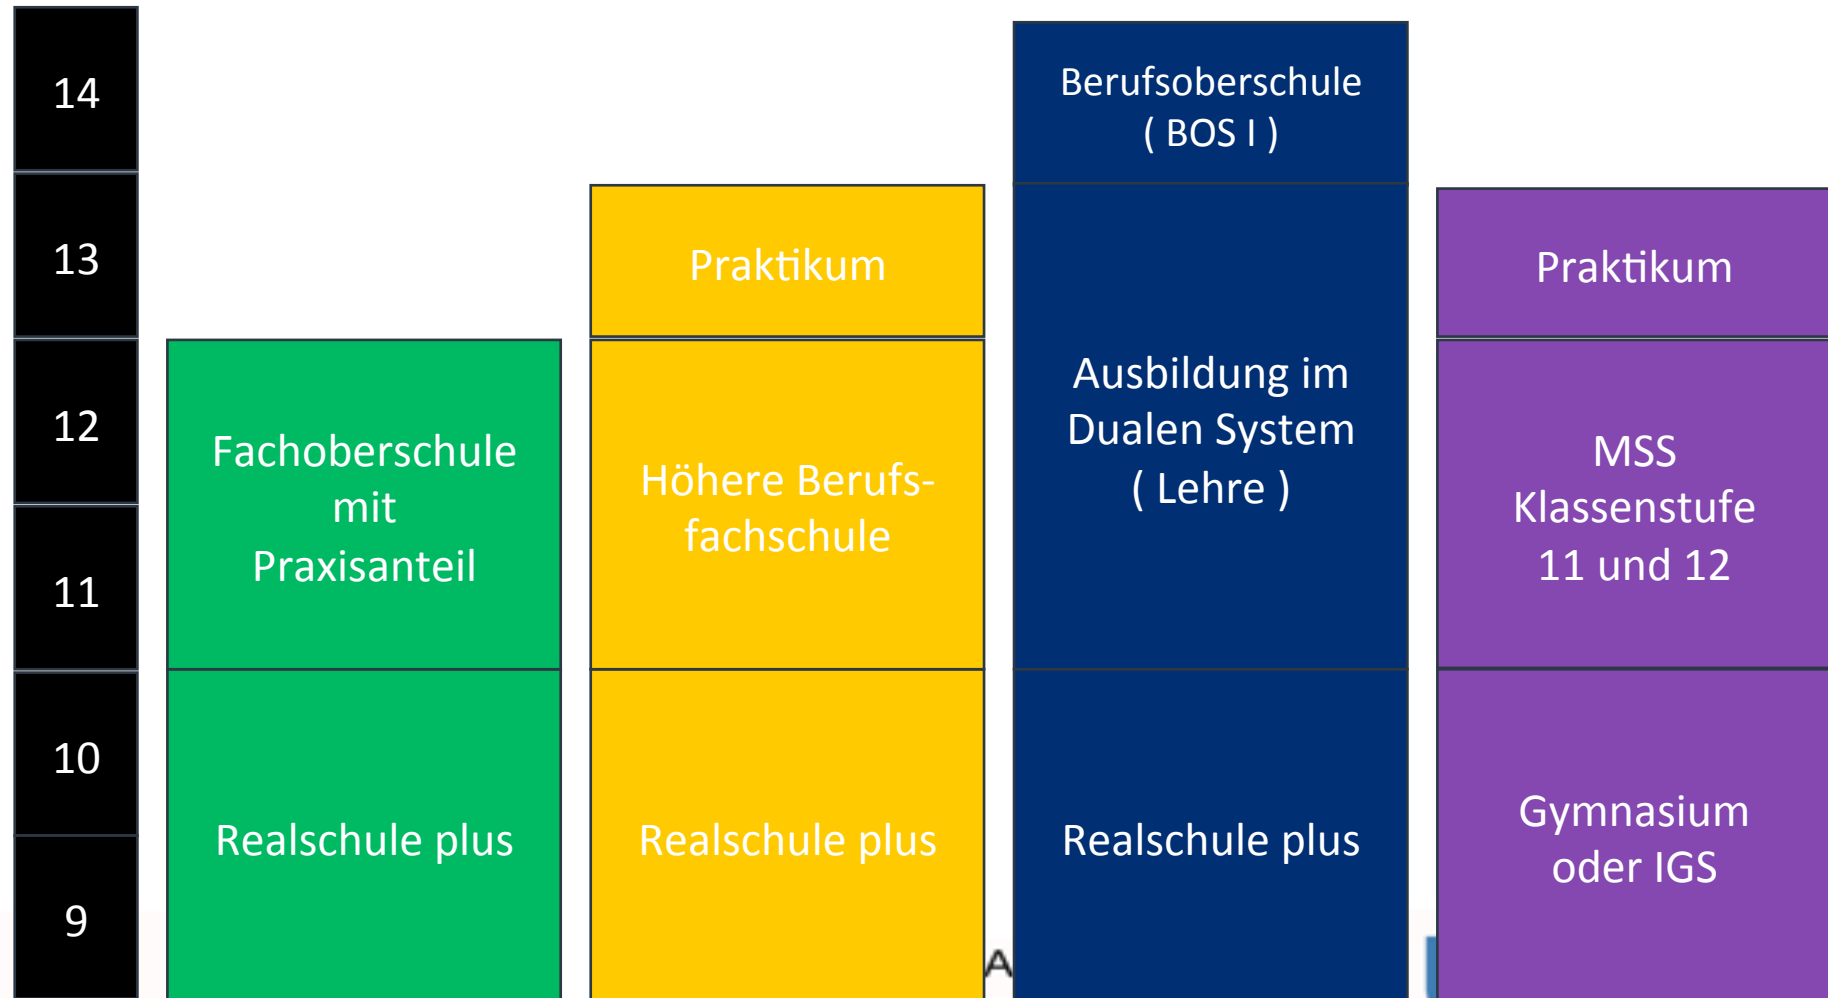 14
13
12
11
10
9
Fachoberschule
mit
Praxisanteil
Realschule plus
Praktikum
Höhere Berufs-
fachschule
Realschule plus
Berufsoberschule
( BOS I )
Ausbildung im
Dualen System
( Lehre )
Realschule plus
Praktikum
MSS
Klassenstufe
11 und 12
Gymnasium
oder IGS
A